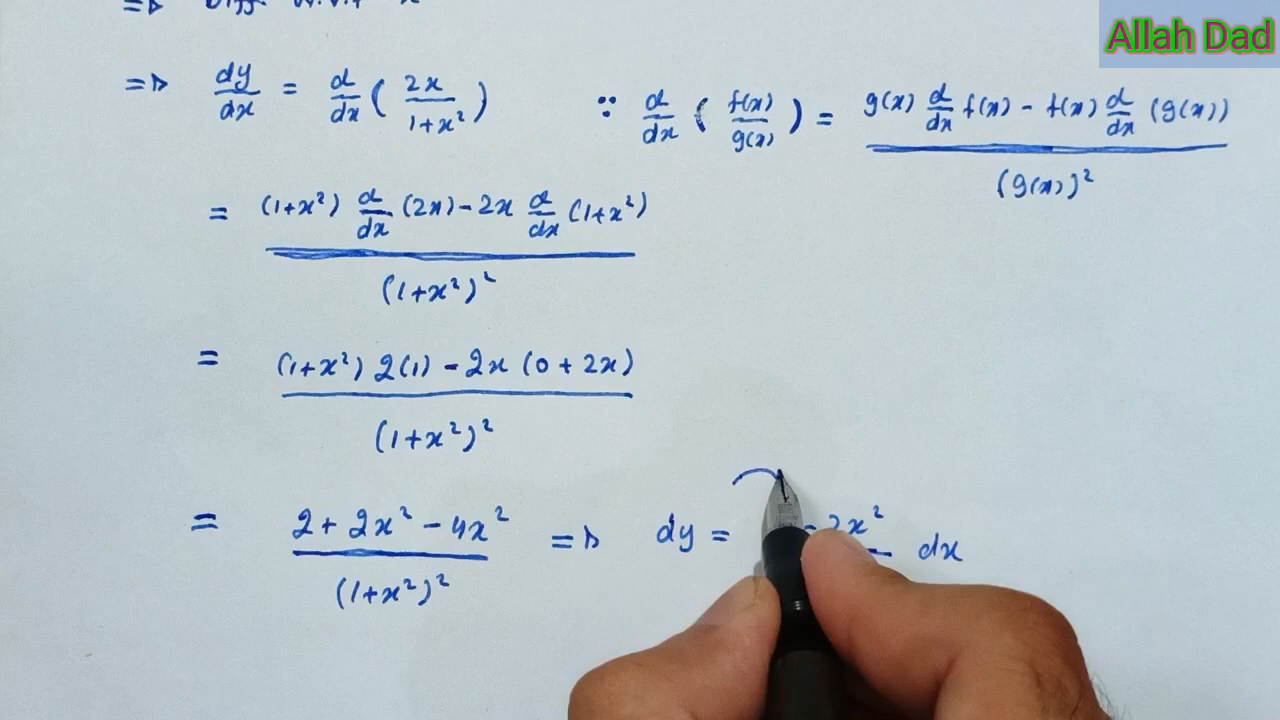 => Diff. w.r.t x
Allah Dad
=> dy/dx = d/dx ( 2x / 1+x² ) ∵ d/dx ( f(x) / g(x) ) = g(x) d/dx f(x) - f(x) d/dx (g(x)) / (g(x))²
= (1+x²) d/dx (2x) - 2x d/dx (1+x²) / (1+x²)²
= (1+x²) 2(1) - 2x (0 + 2x) / (1+x²)²
= 2 + 2x² - 4x² / (1+x²)² => dy = - 2x² dx